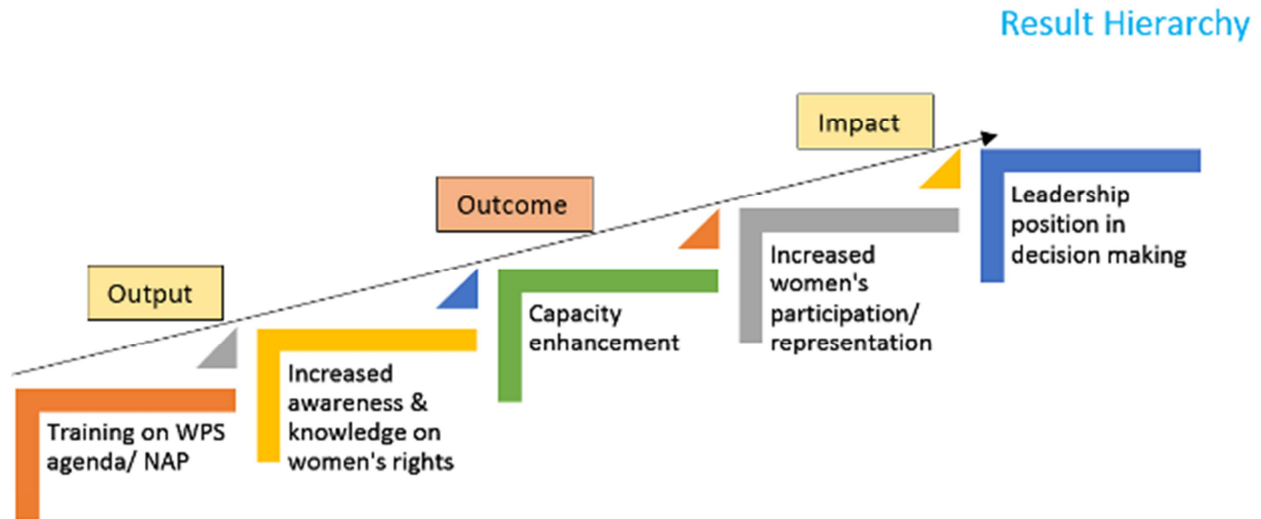 Result Hierarchy
Impact
Outcome
Output
Leadership
position in
decision making
Increased
women's
participation/
representation
Capacity
enhancement
Increased
awareness &
knowledge on
women's rights
Training on WPS
agenda/ NAP